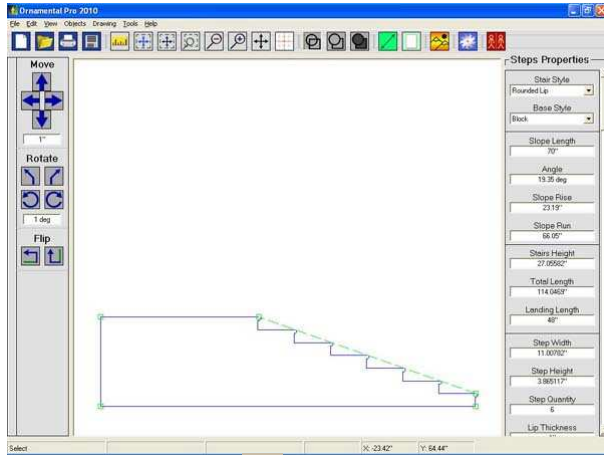 Ornamental Pro 2010
File Edit View Objects Drawing Tools Help
Move
1"
Rotate
1 deg
Flip
Steps Properties
Stair Style
Rounded Lip
Base Style
Block
Slope Length
70"
Angle
19.35 deg
Slope Rise
23.19"
Slope Run
66.05"
Stairs Height
27.05582"
Total Length
114.0469"
Landing Length
48"
Step Width
11.00782"
Step Height
3.865117"
Step Quantity
6
Lip Thickness
Select
X: -23.42"
Y: 64.44"